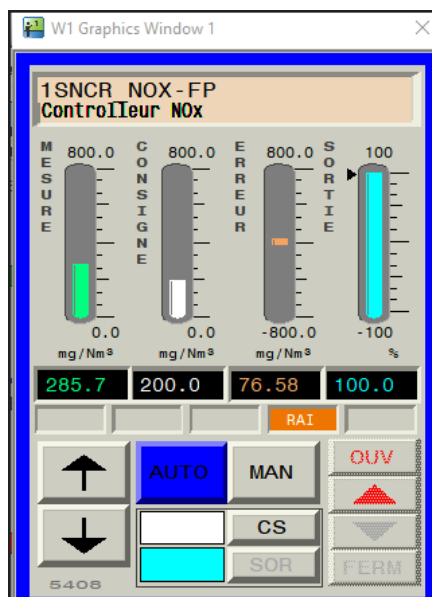 W1 Graphics Window 1
1SNCR NOX-FP
Controlleur NOx
MESURE 800.0 CONSIGNE 800.0 ERREUR 800.0 SORTIE 100
0.0 0.0 -800.0 -100
mg/Nm³ mg/Nm³ mg/Nm³ %
285.7 200.0 76.58 100.0
RAI
AUTO MAN OUV
CS
SOR FERM
5408